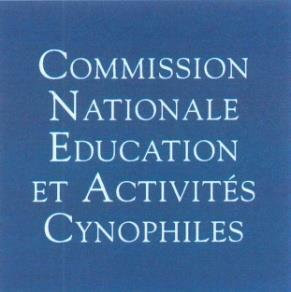 COMMISSION
NATIONALE
EDUCATION
ET ACTIVITÉS
CYNOPHILES